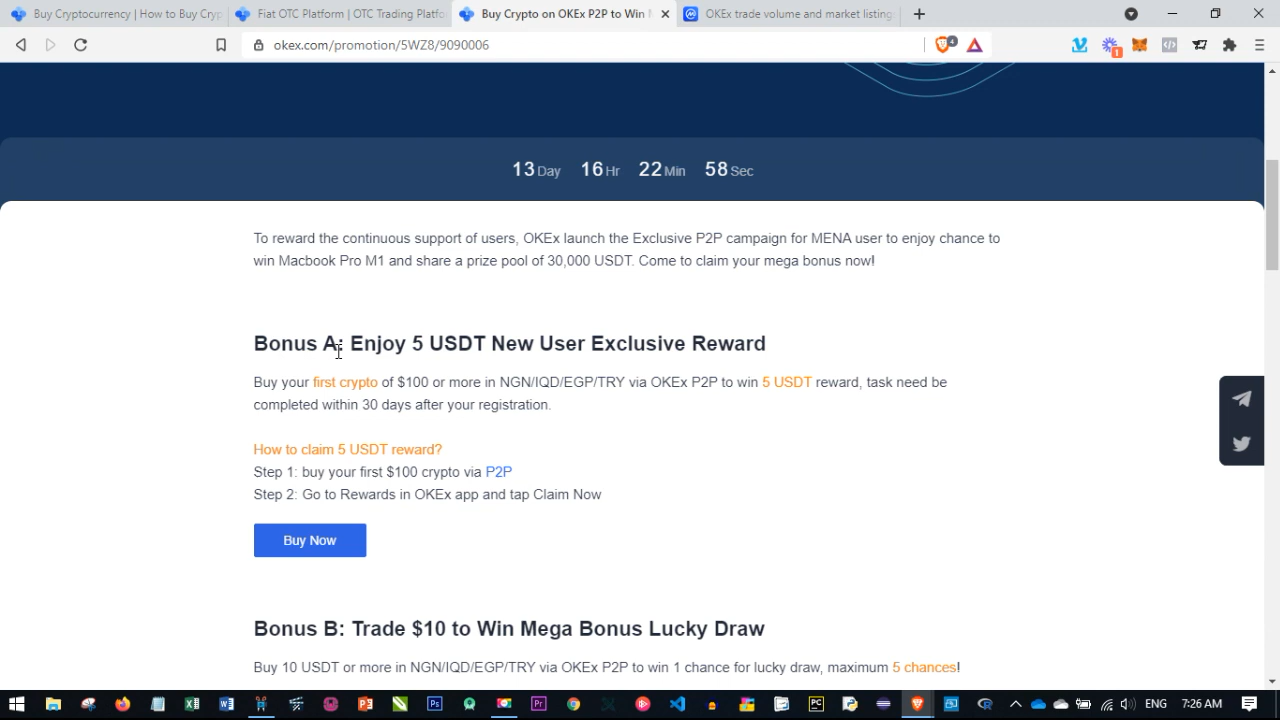 Buy Cryptocurrency | How to Buy Cryp
Fiat OTC Platform | OTC Trading Platfo
Buy Crypto on OKEx P2P to Win
OKEx trade volume and market listing
okex.com/promotion/5WZ8/9090006
4
1
13 Day 16 Hr 22 Min 58 Sec
To reward the continuous support of users, OKEx launch the Exclusive P2P campaign for MENA user to enjoy chance to
win Macbook Pro M1 and share a prize pool of 30,000 USDT. Come to claim your mega bonus now!
Bonus A: Enjoy 5 USDT New User Exclusive Reward
Buy your first crypto of $100 or more in NGN/IQD/EGP/TRY via OKEx P2P to win 5 USDT reward, task need be
completed within 30 days after your registration.
How to claim 5 USDT reward?
Step 1: buy your first $100 crypto via P2P
Step 2: Go to Rewards in OKEx app and tap Claim Now
Buy Now
Bonus B: Trade $10 to Win Mega Bonus Lucky Draw
Buy 10 USDT or more in NGN/IQD/EGP/TRY via OKEx P2P to win 1 chance for lucky draw, maximum 5 chances!
ENG 7:26 AM